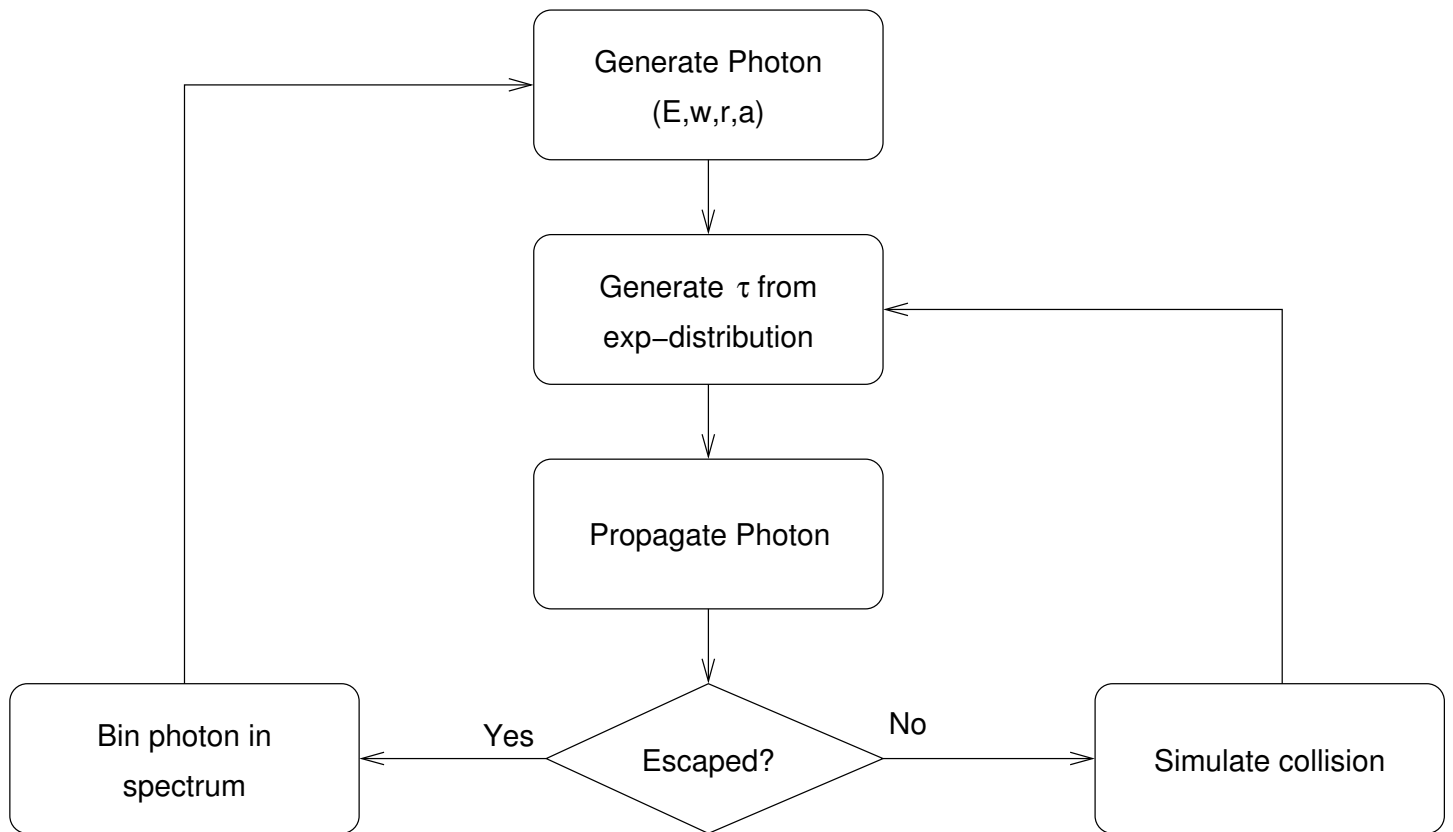 Generate Photon
(E,w,r,a)
Generate τ from
exp−distribution
Propagate Photon
Escaped?
Yes
No
Bin photon in
spectrum
Simulate collision